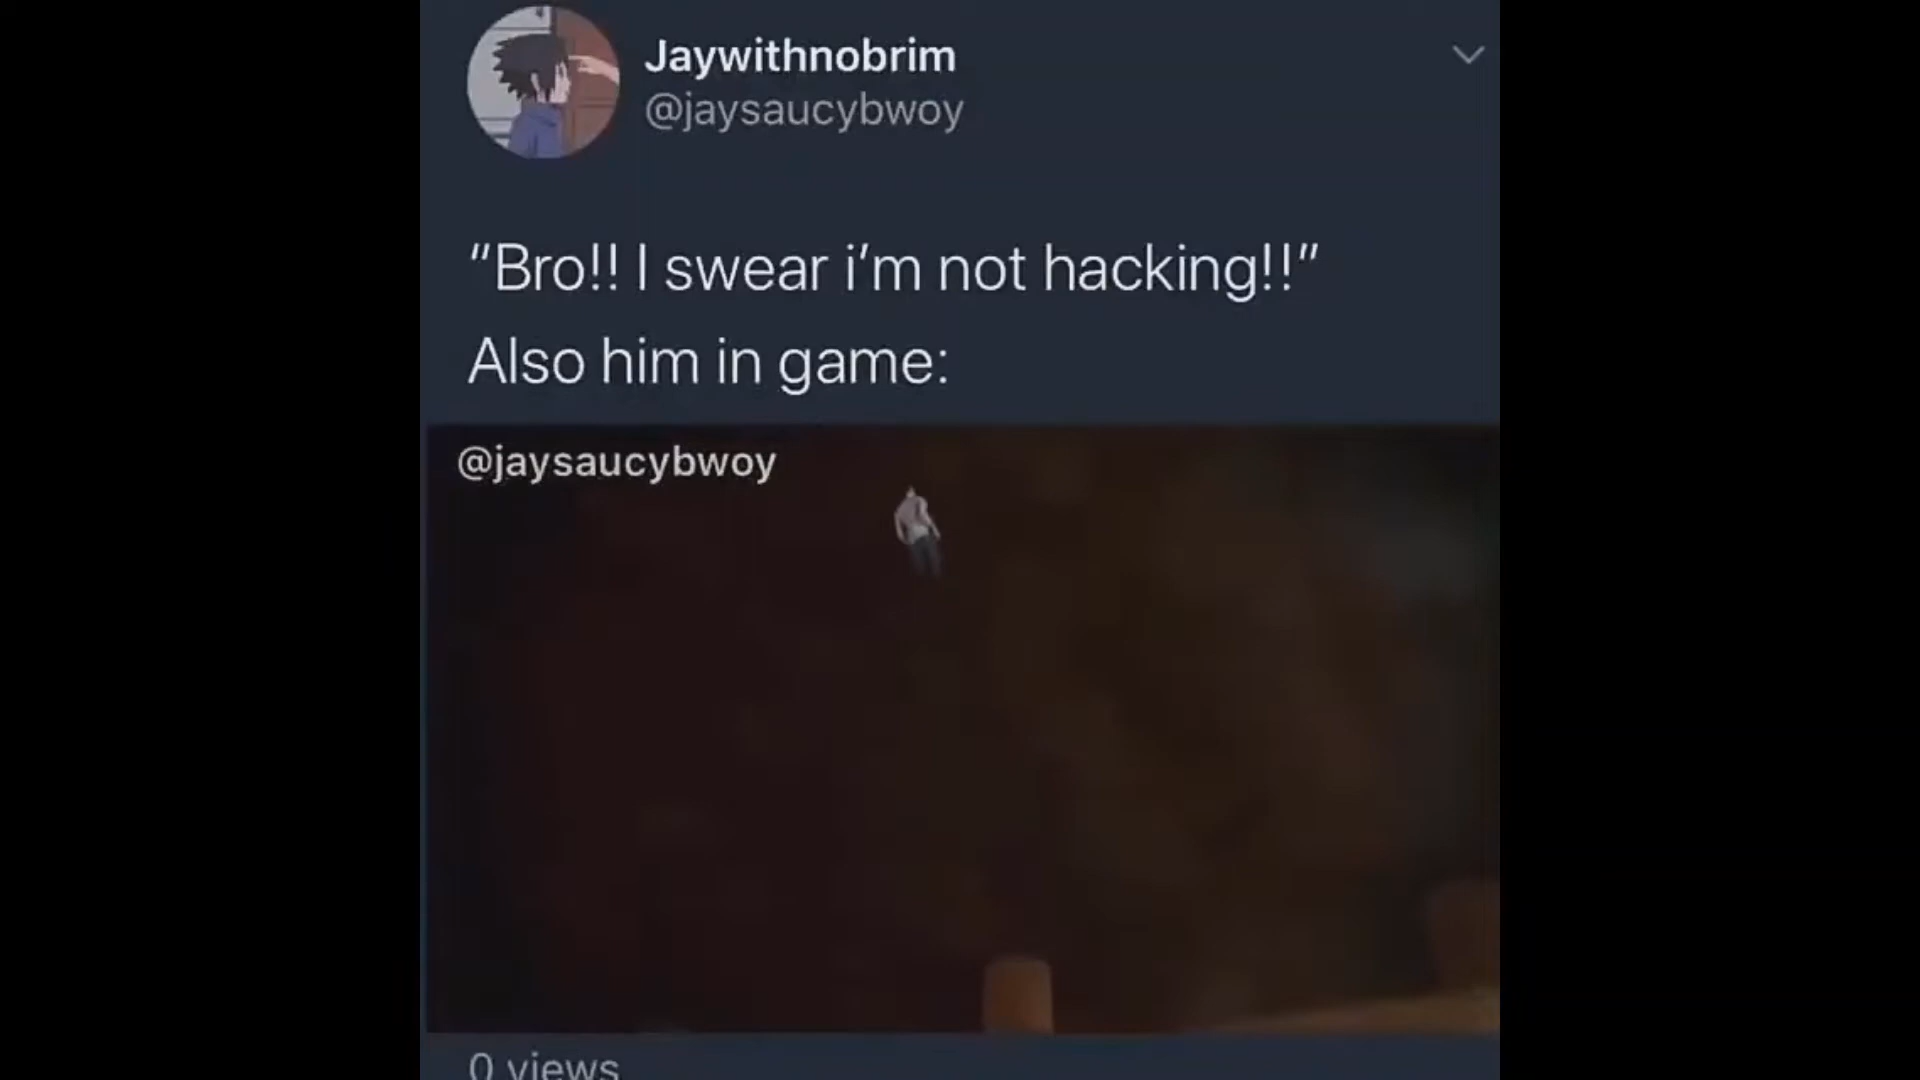 Jaywithnobrim
@jaysaucybwoy
"Bro!! I swear i'm not hacking!!"
Also him in game:
@jaysaucybwoy
0 views